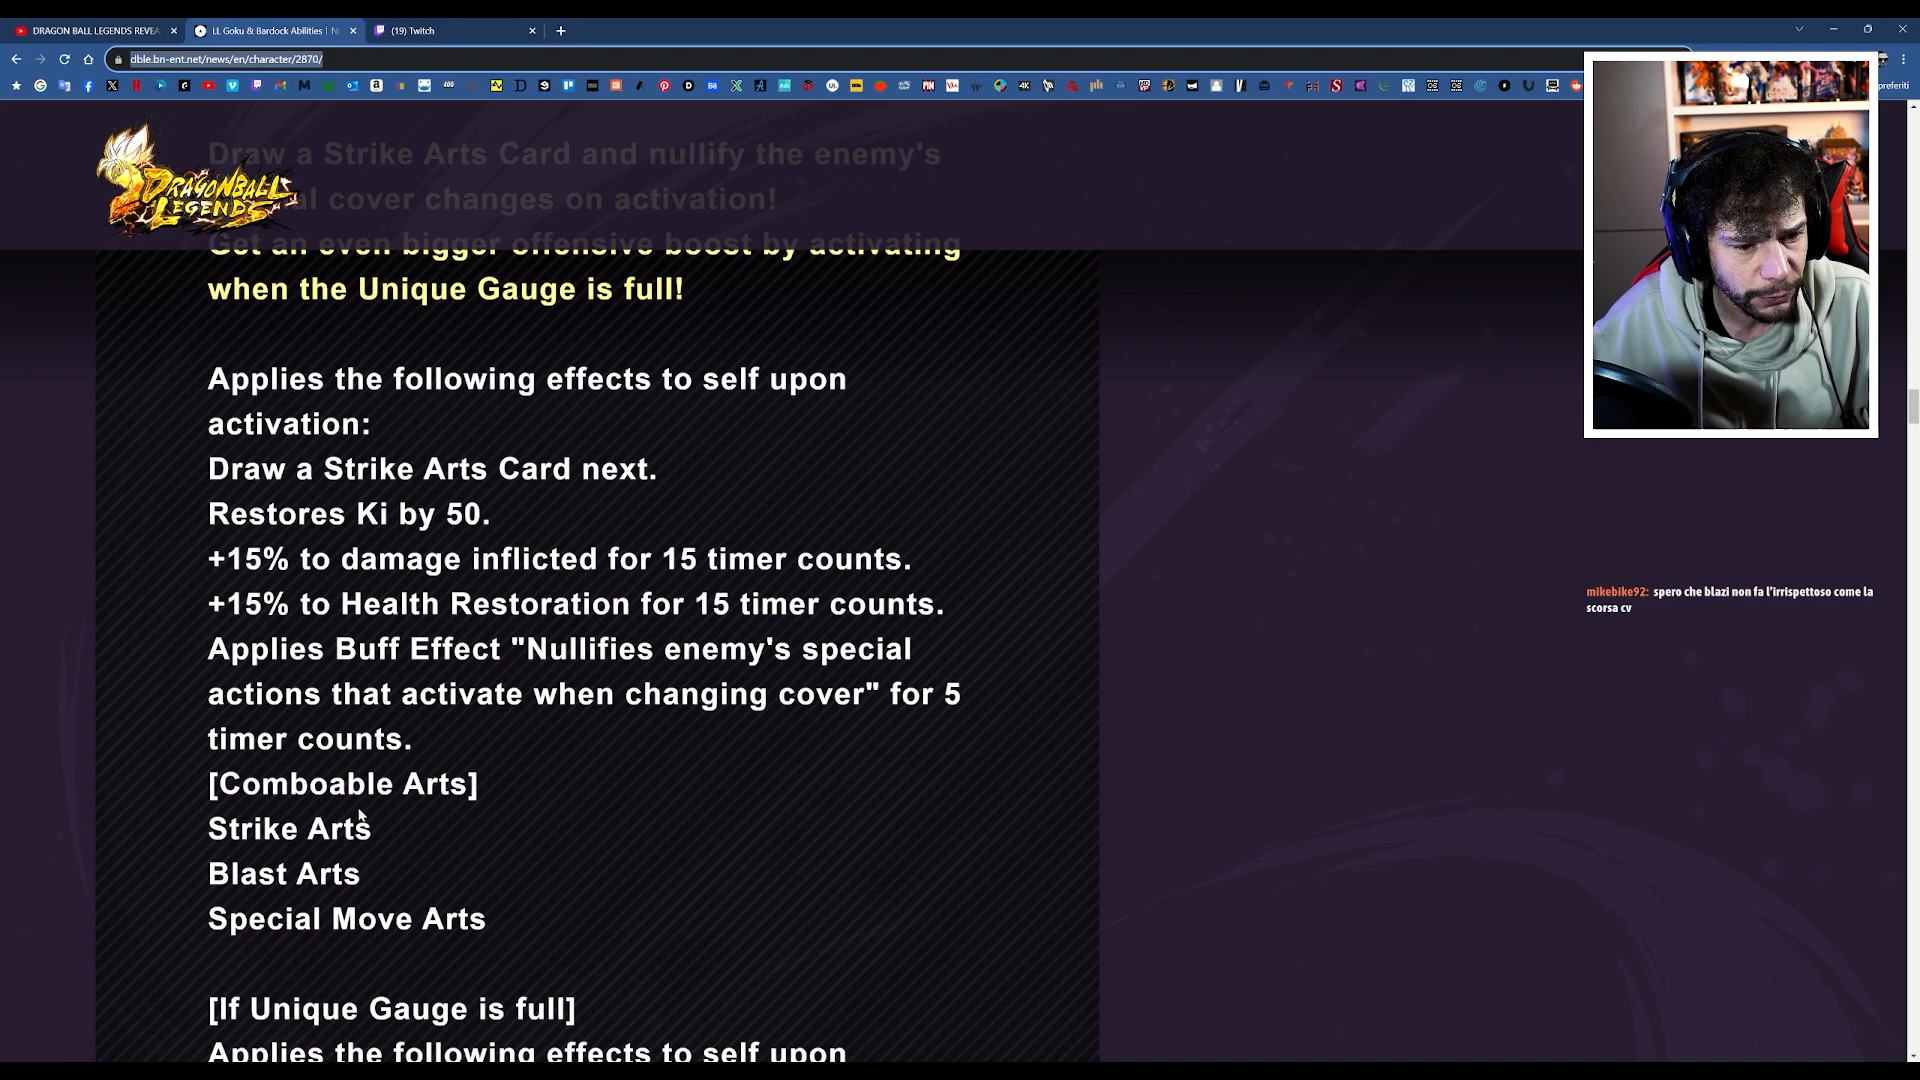 DRAGON BALL LEGENDS REVEA
LL Goku & Bardock Abilities | N
(19) Twitch
dble.bn-ent.net/news/en/character/2870/
preferiti
DRAGONBALL
LEGENDS
Draw a Strike Arts Card and nullify the enemy's
al cover changes on activation!
Get an even bigger offensive boost by activating
when the Unique Gauge is full!
Applies the following effects to self upon
activation:
Draw a Strike Arts Card next.
Restores Ki by 50.
+15% to damage inflicted for 15 timer counts.
+15% to Health Restoration for 15 timer counts.
Applies Buff Effect "Nullifies enemy's special
actions that activate when changing cover" for 5
timer counts.
[Comboable Arts]
Strike Arts
Blast Arts
Special Move Arts
[If Unique Gauge is full]
Applies the following effects to self upon
mikebike92: spero che blazi non fa l'irrispettoso come la
scorsa cv